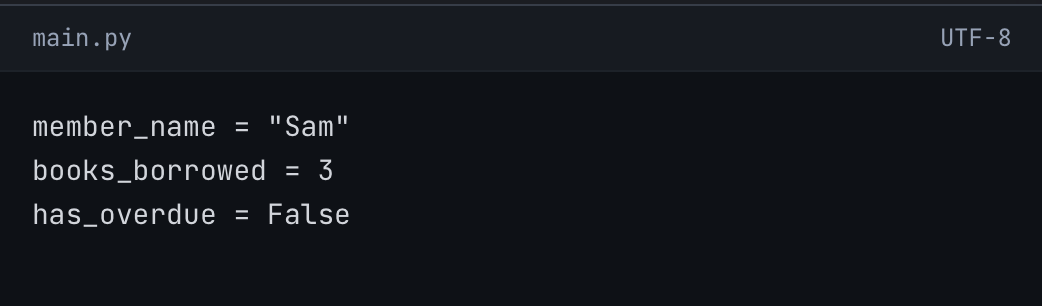 main.py UTF-8
member_name = "Sam"
books_borrowed = 3
has_overdue = False